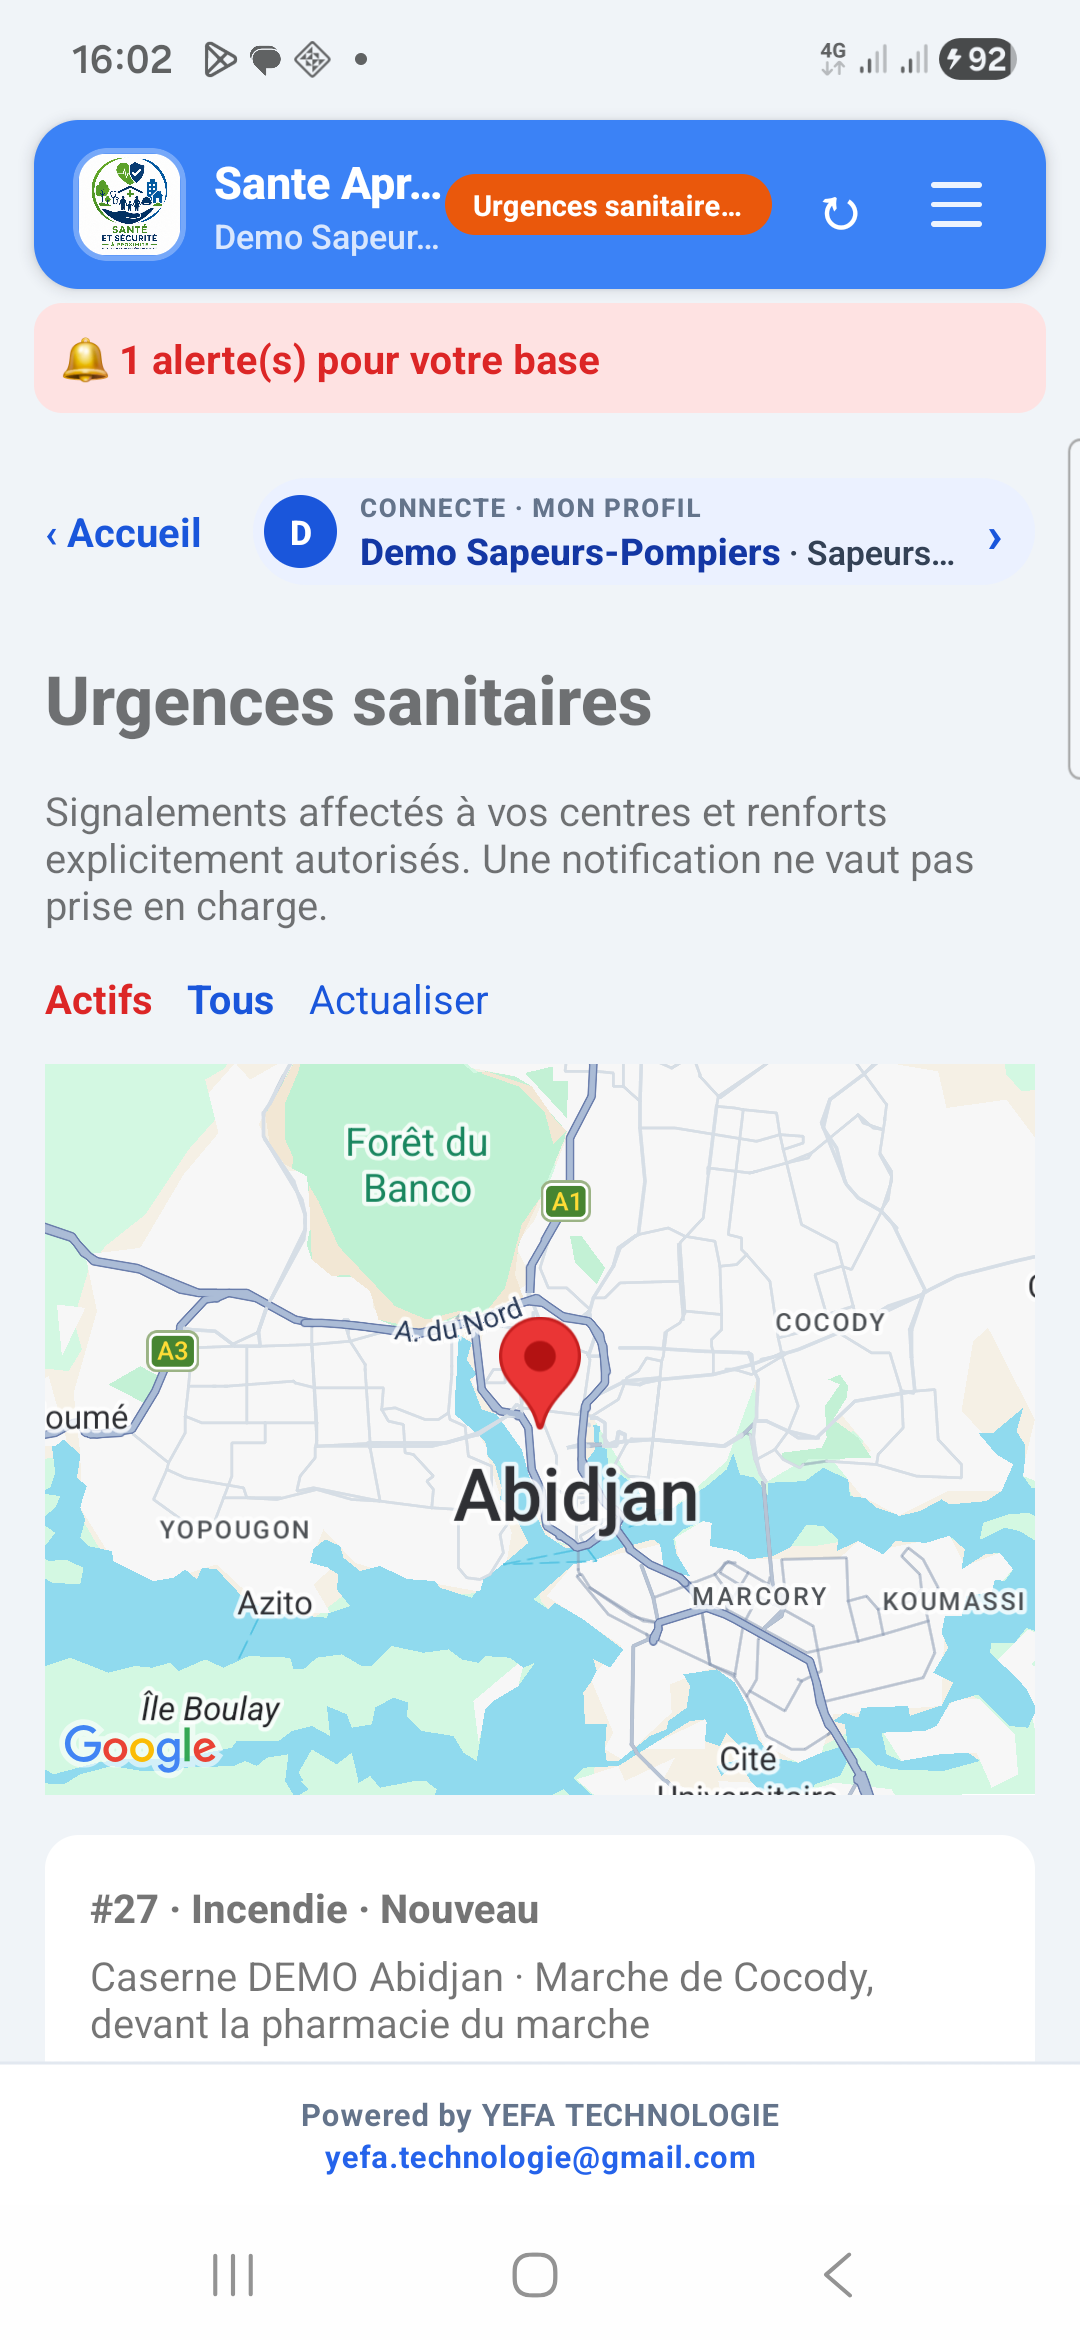 16:02
4G
92
Sante Apr...
Demo Sapeur...
Urgences sanitaire...
SANTÉ
ET SÉCURITÉ
1 alerte(s) pour votre base
‹ Accueil
D
CONNECTE · MON PROFIL
Demo Sapeurs-Pompiers · Sapeurs... ›
Urgences sanitaires
Signalements affectés à vos centres et renforts
explicitement autorisés. Une notification ne vaut pas
prise en charge.
Actifs Tous Actualiser
Forêt du
Banco
A1
A. du Nord
COCODY
A3
oumé
Abidjan
YOPOUGON
Azito
MARCORY
KOUMASSI
Île Boulay
Google
Cité
Universitaire
#27 · Incendie · Nouveau
Caserne DEMO Abidjan · Marche de Cocody,
devant la pharmacie du marche
Powered by YEFA TECHNOLOGIE
yefa.technologie@gmail.com